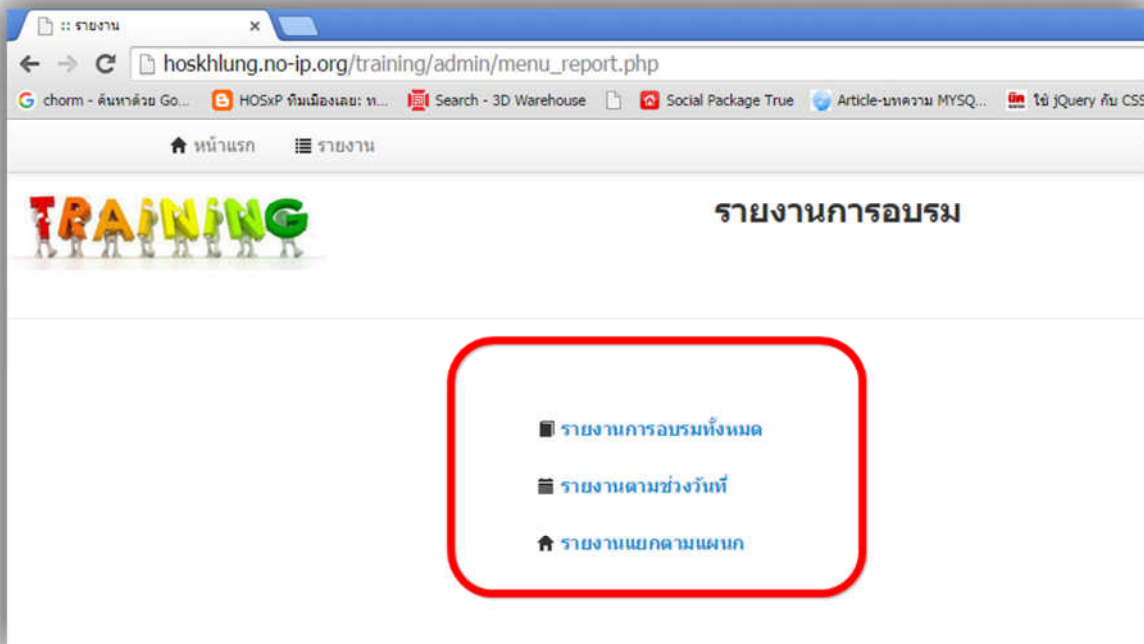 :: รายงาน
hoskhlung.no-ip.org/training/admin/menu_report.php
chorm - ค้นหาด้วย Go... HOSxP ทีมเมืองเลย: ท... Search - 3D Warehouse Social Package True Article-บทความ MYSQ... ใช้ jQuery กับ CSS
หน้าแรก รายงาน
TRAINING
รายงานการอบรม
รายงานการอบรมทั้งหมด
รายงานตามช่วงวันที่
รายงานแยกตามแผนก